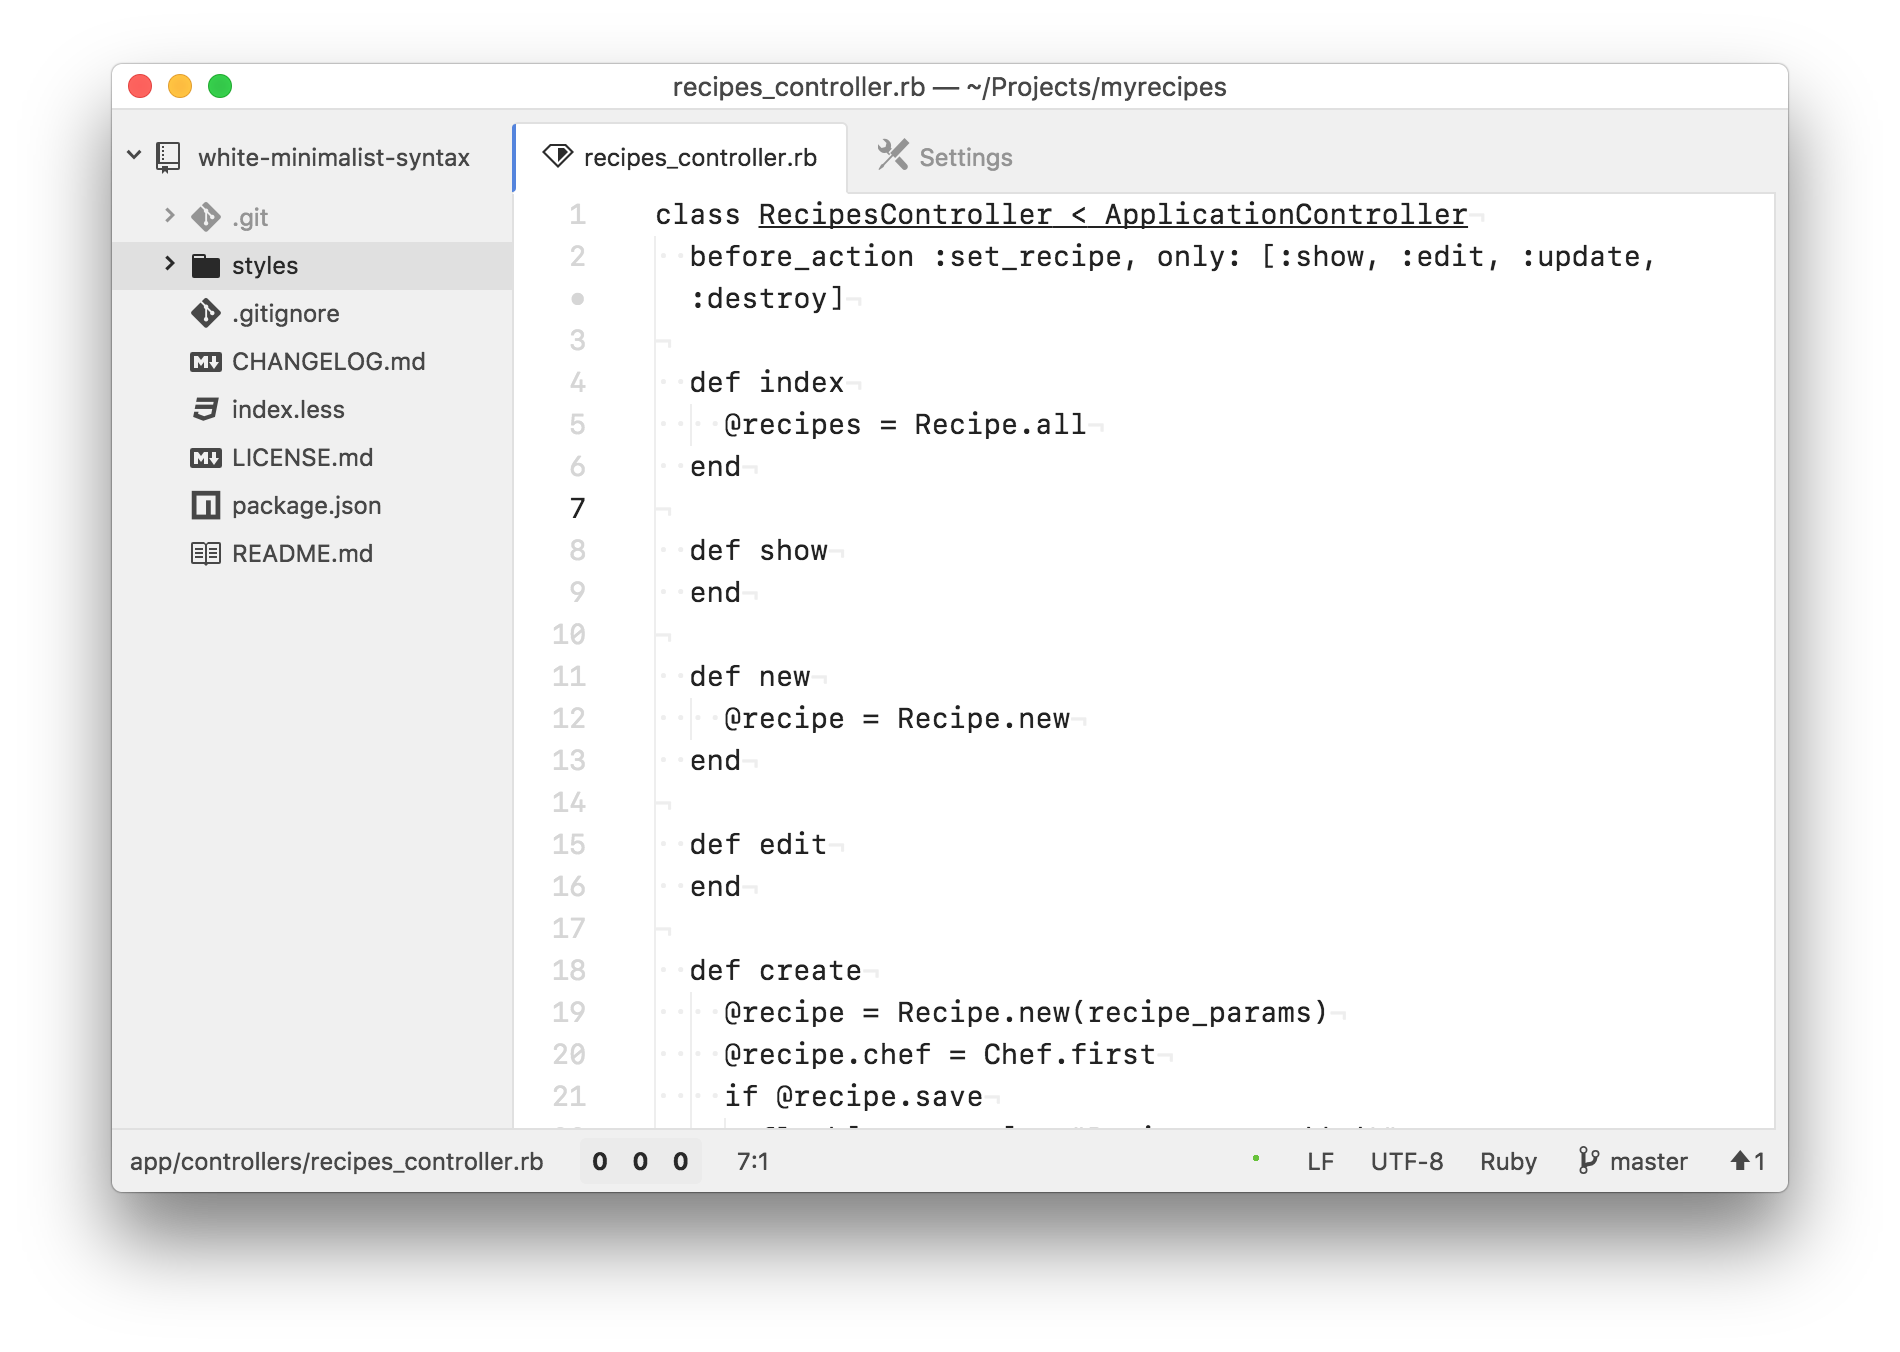 recipes_controller.rb — ~/Projects/myrecipes
white-minimalist-syntax
.git
styles
.gitignore
CHANGELOG.md
index.less
LICENSE.md
package.json
README.md
recipes_controller.rb
Settings
1 class RecipesController < ApplicationController
2 before_action :set_recipe, only: [:show, :edit, :update,
• :destroy]
3
4 def index
5 @recipes = Recipe.all
6 end
7
8 def show
9 end
10
11 def new
12 @recipe = Recipe.new
13 end
14
15 def edit
16 end
17
18 def create
19 @recipe = Recipe.new(recipe_params)
20 @recipe.chef = Chef.first
21 if @recipe.save
app/controllers/recipes_controller.rb 0 0 0 7:1 LF UTF-8 Ruby master 1